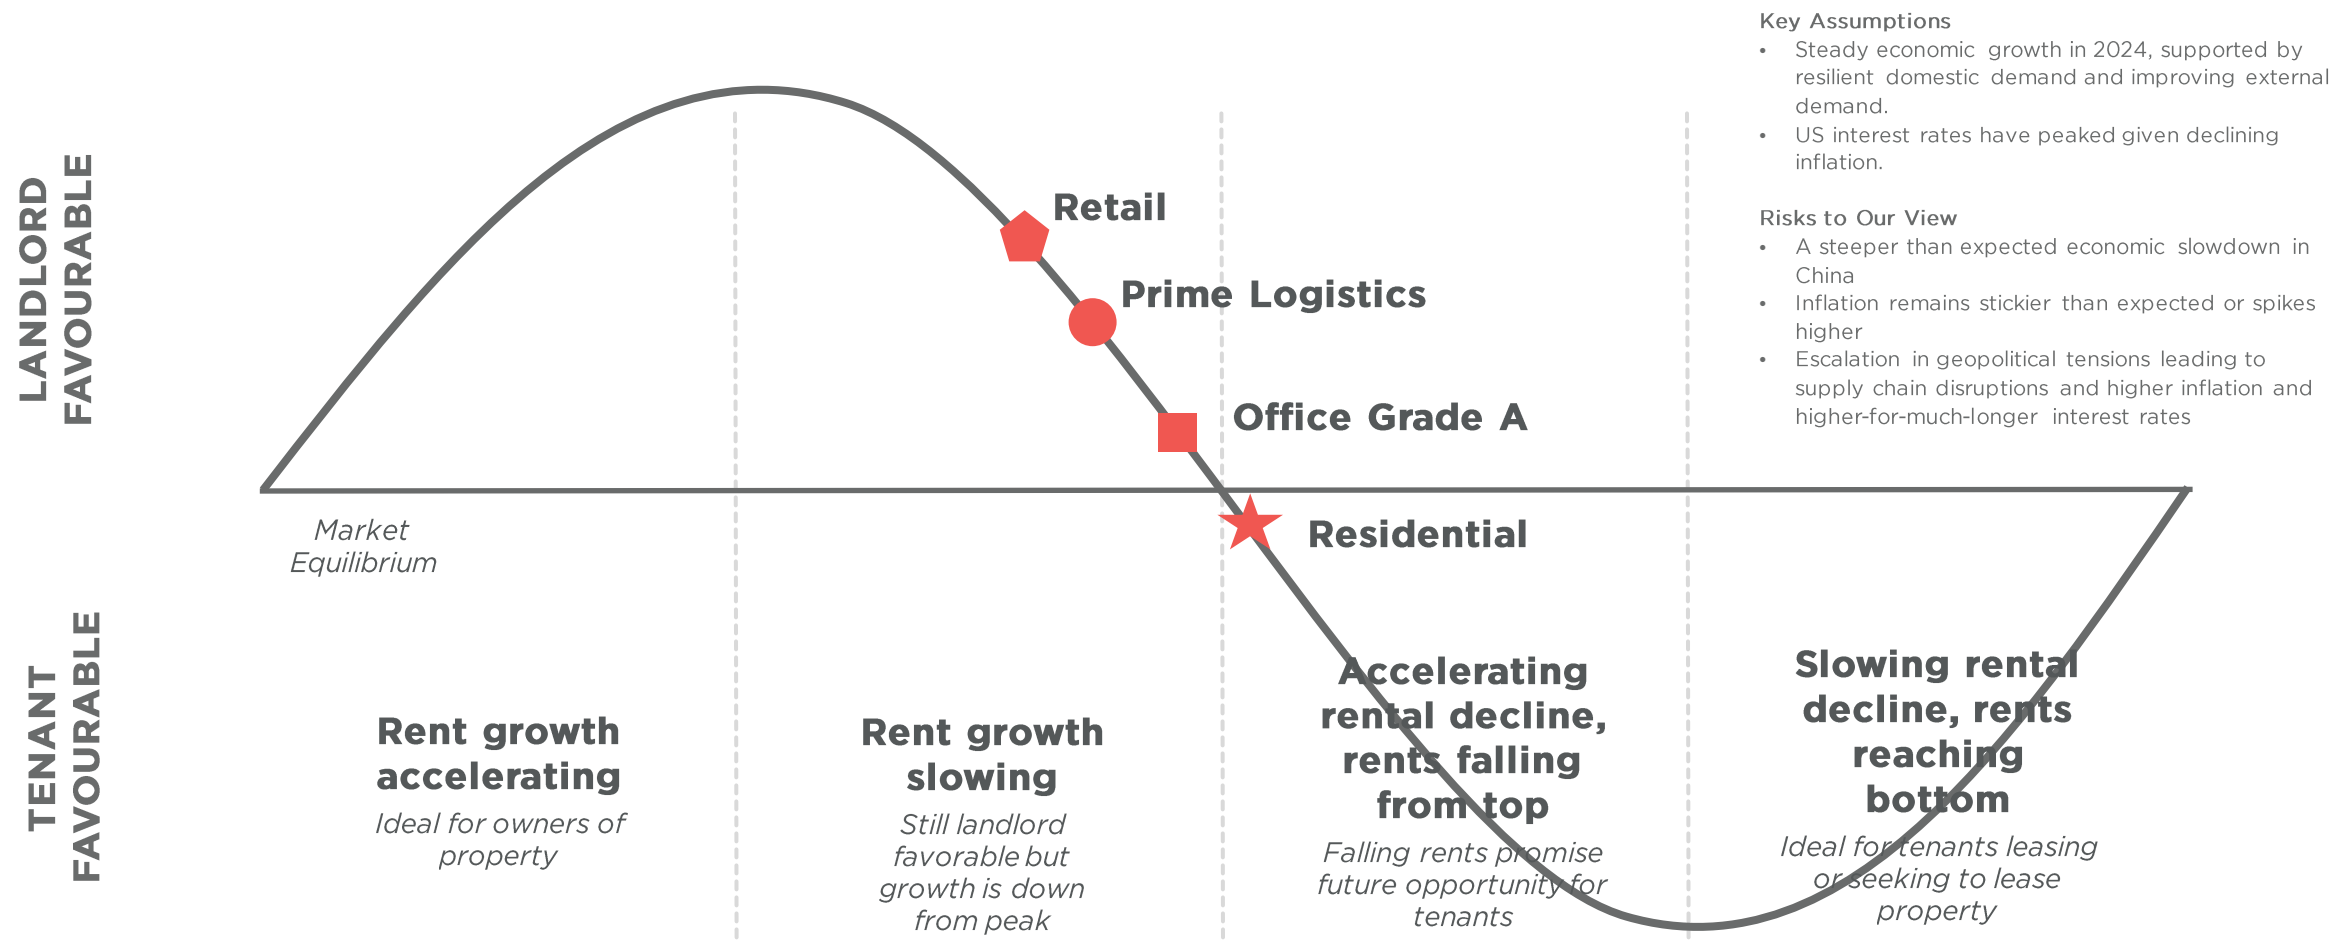 Key Assumptions
• Steady economic growth in 2024, supported by
resilient domestic demand and improving external
demand.
• US interest rates have peaked given declining
inflation.
Risks to Our View
• A steeper than expected economic slowdown in
China
• Inflation remains stickier than expected or spikes
higher
• Escalation in geopolitical tensions leading to
supply chain disruptions and higher inflation and
higher-for-much-longer interest rates
LANDLORD
FAVOURABLE
Retail
Prime Logistics
Office Grade A
Residential
Market
Equilibrium
TENANT
FAVOURABLE
Rent growth
accelerating
Ideal for owners of
property
Rent growth
slowing
Still landlord
favorable but
growth is down
from peak
Accelerating
rental decline,
rents falling
from top
Falling rents promise
future opportunity for
tenants
Slowing rental
decline, rents
reaching
bottom
Ideal for tenants leasing
or seeking to lease
property